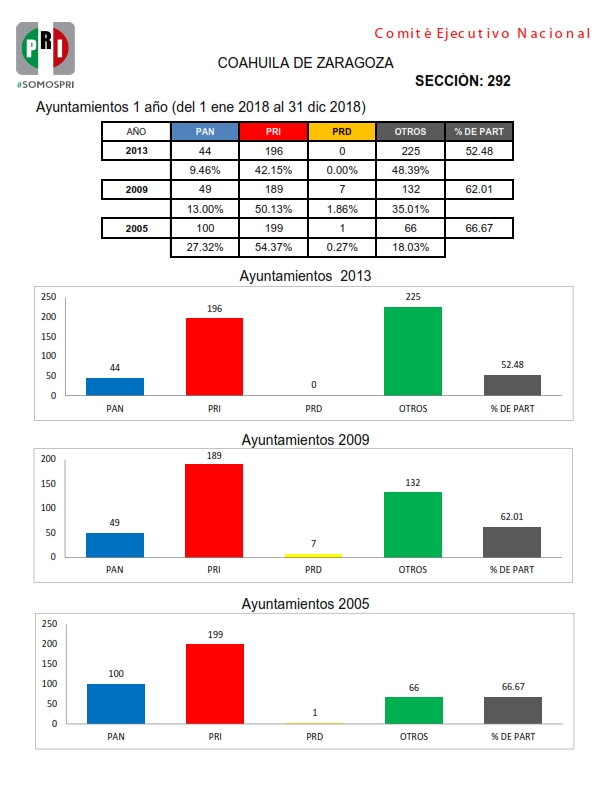 Comité Ejecutivo Nacional
PRI
#SOMOSPRI
COAHUILA DE ZARAGOZA
SECCIÓN: 292
Ayuntamientos 1 año (del 1 ene 2018 al 31 dic 2018)
AÑO PAN PRI PRD OTROS % DE PART
2013 44 196 0 225 52.48
9.46% 42.15% 0.00% 48.39%
2009 49 189 7 132 62.01
13.00% 50.13% 1.86% 35.01%
2005 100 199 1 66 66.67
27.32% 54.37% 0.27% 18.03%
Ayuntamientos 2013
250
200
150
100
50
0
44 196 0 225 52.48
PAN PRI PRD OTROS % DE PART
Ayuntamientos 2009
200
150
100
50
0
49 189 7 132 62.01
PAN PRI PRD OTROS % DE PART
Ayuntamientos 2005
250
200
150
100
50
0
100 199 1 66 66.67
PAN PRI PRD OTROS % DE PART